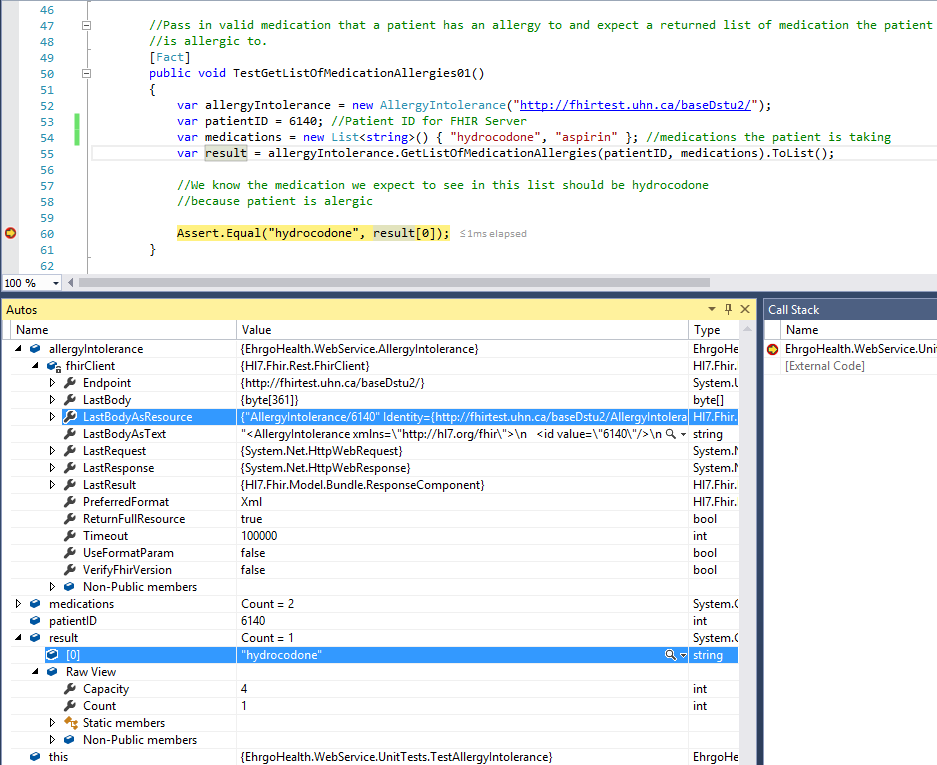 46
47 //Pass in valid medication that a patient has an allergy to and expect a returned list of medication the patient
48 //is allergic to.
49 [Fact]
50 public void TestGetListOfMedicationAllergies01()
51 {
52 var allergyIntolerance = new AllergyIntolerance("http://fhirtest.uhn.ca/baseDstu2/");
53 var patientID = 6140; //Patient ID for FHIR Server
54 var medications = new List<string>() { "hydrocodone", "aspirin" }; //medications the patient is taking
55 var result = allergyIntolerance.GetListOfMedicationAllergies(patientID, medications).ToList();
56
57 //We know the medication we expect to see in this list should be hydrocodone
58 //because patient is alergic
59
60 Assert.Equal("hydrocodone", result[0]); ≤1ms elapsed
61 }
62
100 %
Autos
Name Value Type
allergyIntolerance {EhrgoHealth.WebService.AllergyIntolerance} EhrgoHe
fhirClient {Hl7.Fhir.Rest.FhirClient} Hl7.Fhir.
Endpoint {http://fhirtest.uhn.ca/baseDstu2/} System.U
LastBody {byte[361]} byte[]
LastBodyAsResource {"AllergyIntolerance/6140" Identity={http://fhirtest.uhn.ca/baseDstu2/AllergyIntolera Hl7.Fhir.
LastBodyAsText "<AllergyIntolerance xmlns=\"http://hl7.org/fhir\">\n <id value=\"6140\"/>\n string
LastRequest {System.Net.HttpWebRequest} System.N
LastResponse {System.Net.HttpWebResponse} System.N
LastResult {Hl7.Fhir.Model.Bundle.ResponseComponent} Hl7.Fhir.
PreferredFormat Xml Hl7.Fhir.
ReturnFullResource true bool
Timeout 100000 int
UseFormatParam false bool
VerifyFhirVersion false bool
Non-Public members
medications Count = 2 System.C
patientID 6140 int
result Count = 1 System.C
[0] "hydrocodone" string
Raw View
Capacity 4 int
Count 1 int
Static members
Non-Public members
this {EhrgoHealth.WebService.UnitTests.TestAllergyIntolerance} EhrgoHe
Call Stack
Name
EhrgoHealth.WebService.Uni
[External Code]